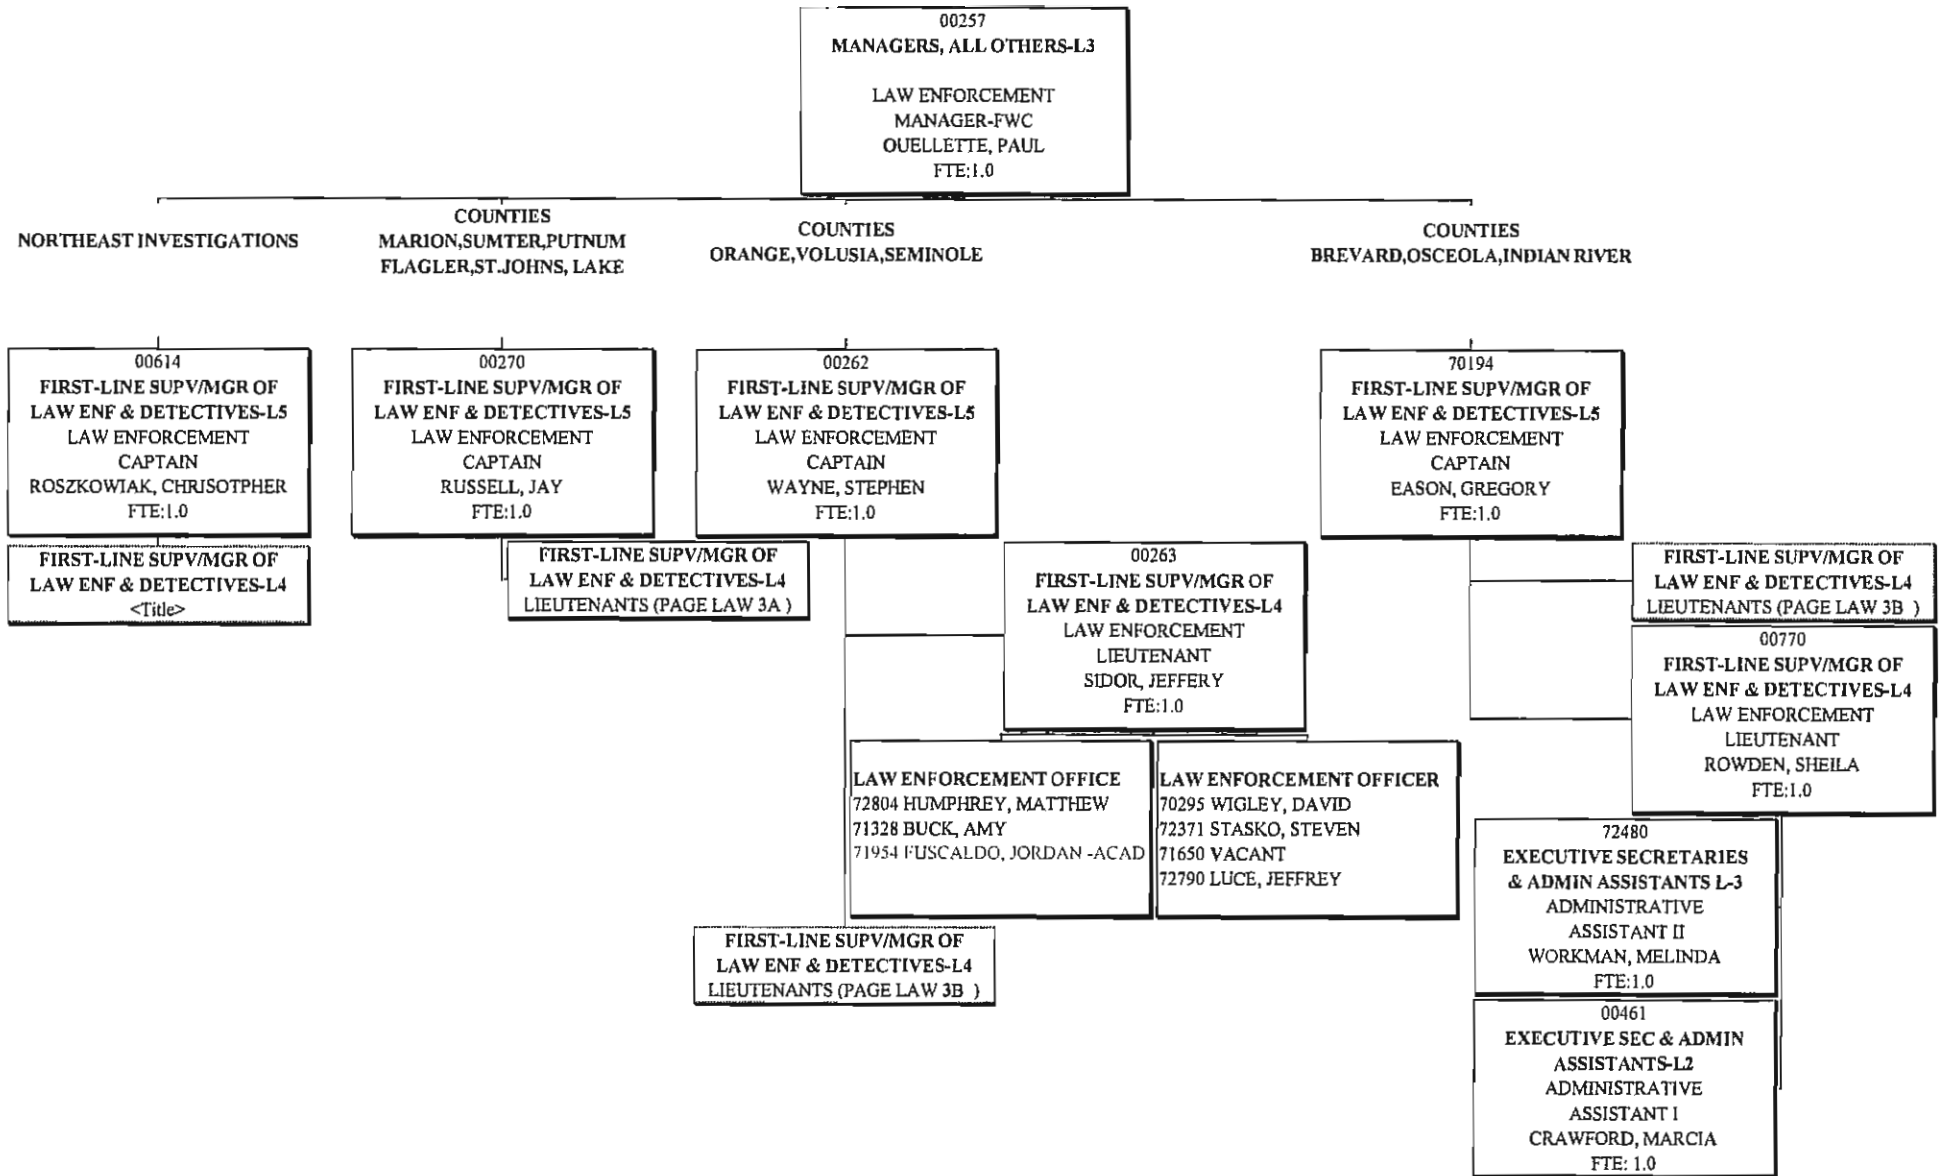 00257
MANAGERS, ALL OTHERS-L3
LAW ENFORCEMENT
MANAGER-FWC
OUELLETTE, PAUL
FTE:1.0
NORTHEAST INVESTIGATIONS
COUNTIES
MARION,SUMTER,PUTNUM
FLAGLER,ST.JOHNS, LAKE
COUNTIES
ORANGE,VOLUSIA,SEMINOLE
COUNTIES
BREVARD,OSCEOLA,INDIAN RIVER
00614
FIRST-LINE SUPV/MGR OF
LAW ENF & DETECTIVES-L5
LAW ENFORCEMENT
CAPTAIN
ROSZKOWIAK, CHRISOTPHER
FTE:1.0
FIRST-LINE SUPV/MGR OF
LAW ENF & DETECTIVES-L4
<Title>
00270
FIRST-LINE SUPV/MGR OF
LAW ENF & DETECTIVES-L5
LAW ENFORCEMENT
CAPTAIN
RUSSELL, JAY
FTE:1.0
FIRST-LINE SUPV/MGR OF
LAW ENF & DETECTIVES-L4
LIEUTENANTS (PAGE LAW 3A )
00262
FIRST-LINE SUPV/MGR OF
LAW ENF & DETECTIVES-L5
LAW ENFORCEMENT
CAPTAIN
WAYNE, STEPHEN
FTE:1.0
00263
FIRST-LINE SUPV/MGR OF
LAW ENF & DETECTIVES-L4
LAW ENFORCEMENT
LIEUTENANT
SIDOR, JEFFERY
FTE:1.0
LAW ENFORCEMENT OFFICE
72804 HUMPHREY, MATTHEW
71328 BUCK, AMY
71954 FUSCALDO, JORDAN -ACAD
LAW ENFORCEMENT OFFICER
70295 WIGLEY, DAVID
72371 STASKO, STEVEN
71650 VACANT
72790 LUCE, JEFFREY
FIRST-LINE SUPV/MGR OF
LAW ENF & DETECTIVES-L4
LIEUTENANTS (PAGE LAW 3B )
70194
FIRST-LINE SUPV/MGR OF
LAW ENF & DETECTIVES-L5
LAW ENFORCEMENT
CAPTAIN
EASON, GREGORY
FTE:1.0
FIRST-LINE SUPV/MGR OF
LAW ENF & DETECTIVES-L4
LIEUTENANTS (PAGE LAW 3B )
00770
FIRST-LINE SUPV/MGR OF
LAW ENF & DETECTIVES-L4
LAW ENFORCEMENT
LIEUTENANT
ROWDEN, SHEILA
FTE:1.0
72480
EXECUTIVE SECRETARIES
& ADMIN ASSISTANTS L-3
ADMINISTRATIVE
ASSISTANT II
WORKMAN, MELINDA
FTE:1.0
00461
EXECUTIVE SEC & ADMIN
ASSISTANTS-L2
ADMINISTRATIVE
ASSISTANT I
CRAWFORD, MARCIA
FTE: 1.0